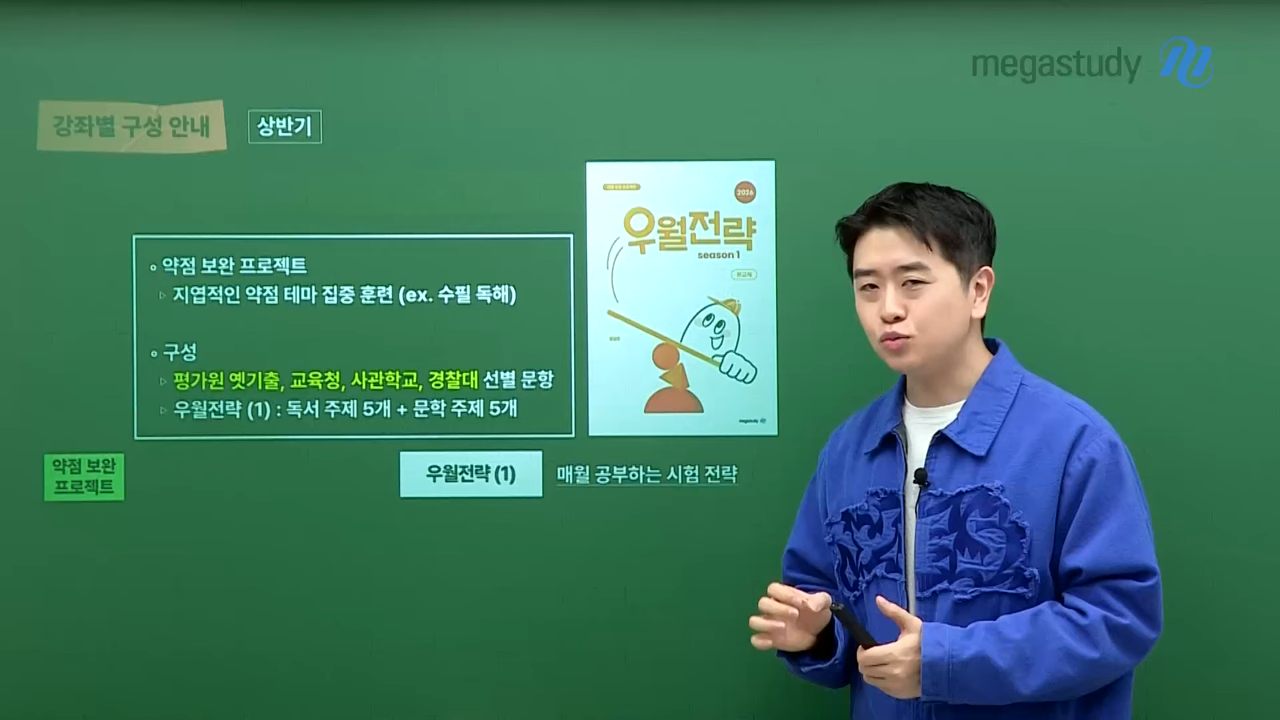 megastudy
강좌별 구성 안내
상반기
약점 보완 프로젝트
지엽적인 약점 테마 집중 훈련 (ex. 수필 독해)
구성
평가원 옛기출, 교육청, 사관학교, 경찰대 선별 문항
우월전략 (1) : 독서 주제 5개 + 문학 주제 5개
2026
우월전략
season 1
megastudy
약점 보완
프로젝트
우월전략 (1)
매월 공부하는 시험 전략